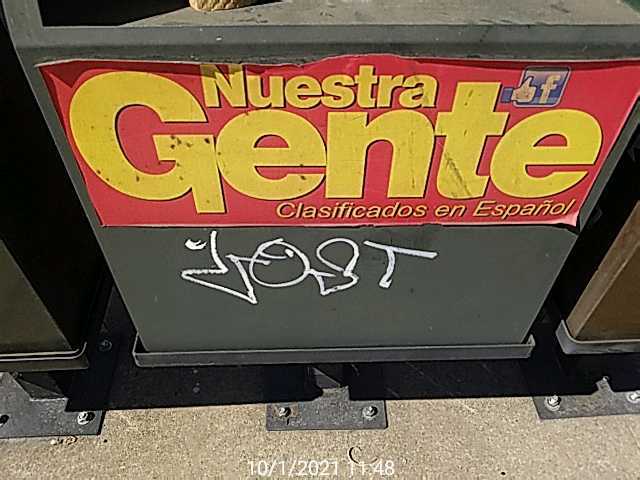 Nuestra
Gente
f
Clasificados en Español
10/1/2021 11:48